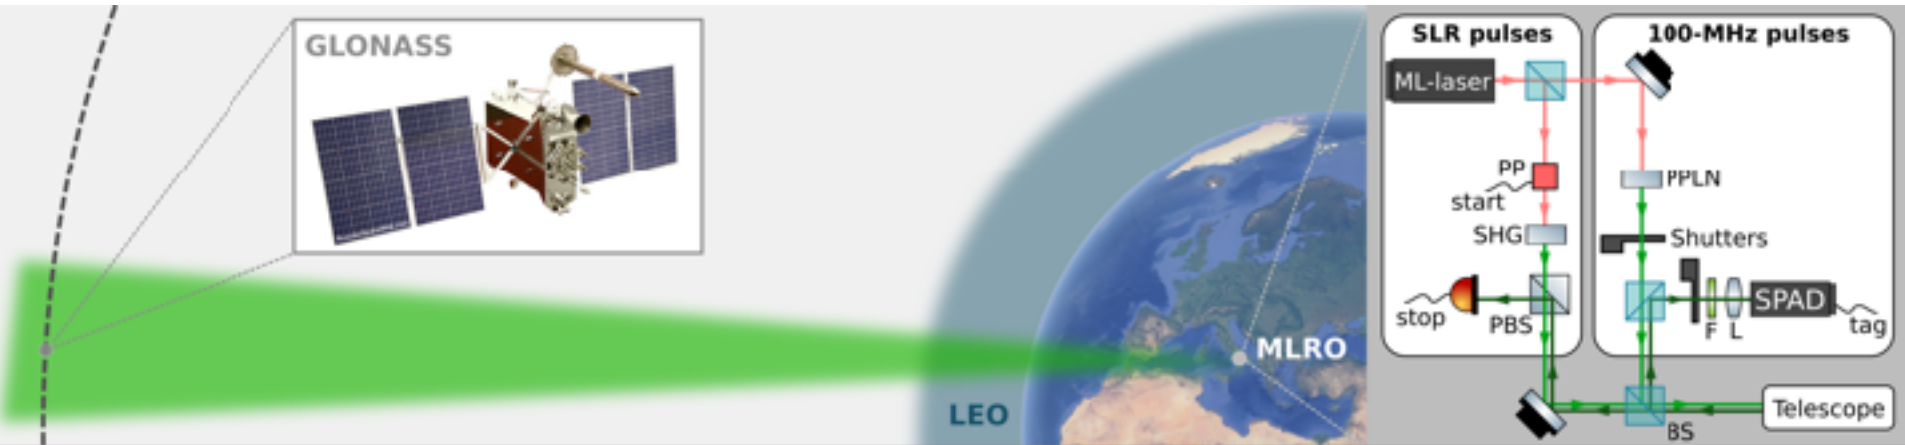 GLONASS
LEO
MLRO
SLR pulses
100-MHz pulses
ML-laser
PP
start
SHG
stop
PBS
PPLN
Shutters
F L
SPAD
tag
BS
Telescope